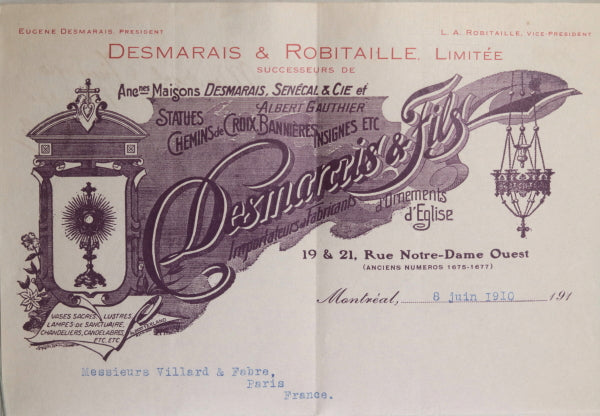 EUGENE DESMARAIS, PRESIDENT
L. A. ROBITAILLE, VICE-PRESIDENT
DESMARAIS & ROBITAILLE, LIMITÉE
SUCCESSEURS DE
Ancnes Maisons DESMARAIS, SENÉCAL & CIE et
ALBERT GAUTHIER
STATUES
CHEMINS de CROIX, BANNIÈRES, INSIGNES ETC
Desmarais & Fils
Importateurs et Fabricants
d'Ornements
d'Eglise
19 & 21, RUE NOTRE-DAME OUEST
(ANCIENS NUMEROS 1675-1677)
VASES SACRÉS, LUSTRES,
LAMPES DE SANCTUAIRE,
CHANDELIERS, CANDELABRES
ETC, ETC
Montréal, 8 juin 1910 191
Messieurs Villard & Fabre,
Paris
France.